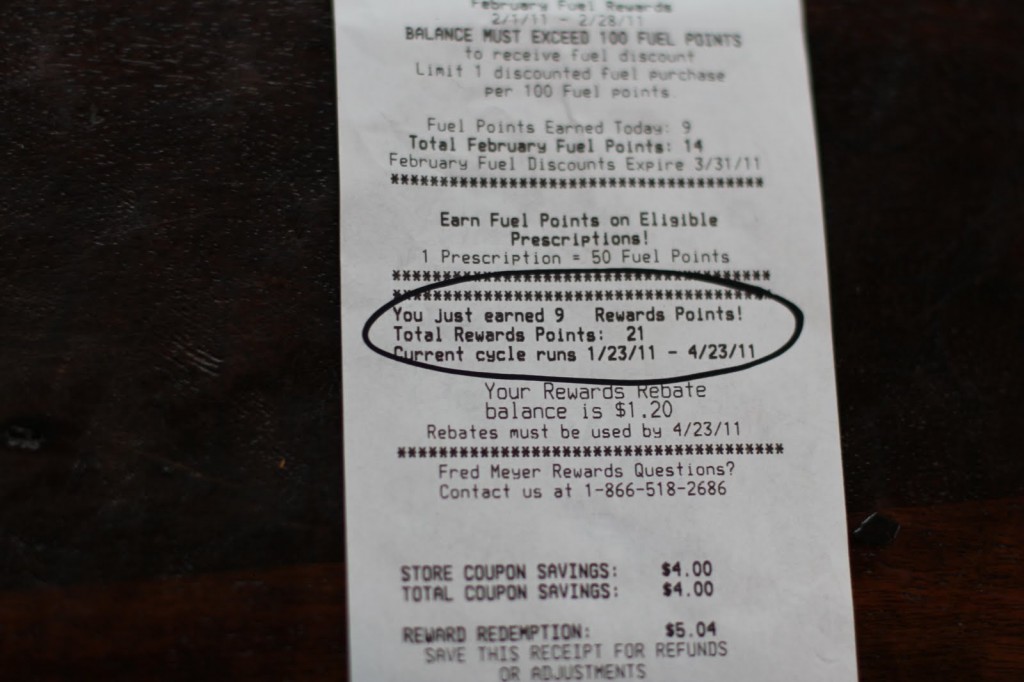 February Fuel Rewards
2/1/11 - 2/28/11
BALANCE MUST EXCEED 100 FUEL POINTS
to receive fuel discount
Limit 1 discounted fuel purchase
per 100 Fuel points.
Fuel Points Earned Today: 9
Total February Fuel Points: 14
February Fuel Discounts Expire 3/31/11
**************************************
Earn Fuel Points on Eligible
Prescriptions!
1 Prescription = 50 Fuel Points
**************************************
**************************************
You Just earned 9 Rewards Points!
Total Rewards Points: 21
Current cycle runs 1/23/11 - 4/23/11
Your Rewards Rebate
balance is $1.20
Rebates must be used by 4/23/11
**************************************
Fred Meyer Rewards Questions?
Contact us at 1-866-518-2686
STORE COUPON SAVINGS: $4.00
TOTAL COUPON SAVINGS: $4.00
REWARD REDEMPTION: $5.04
SAVE THIS RECEIPT FOR REFUNDS
OR ADJUSTMENTS